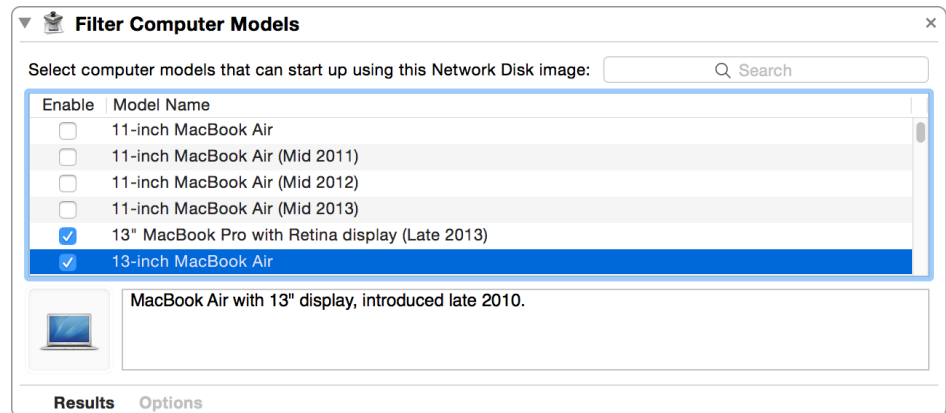 Filter Computer Models
Select computer models that can start up using this Network Disk image:
Search
Enable Model Name
11-inch MacBook Air
11-inch MacBook Air (Mid 2011)
11-inch MacBook Air (Mid 2012)
11-inch MacBook Air (Mid 2013)
13" MacBook Pro with Retina display (Late 2013)
13-inch MacBook Air
MacBook Air with 13" display, introduced late 2010.
Results Options